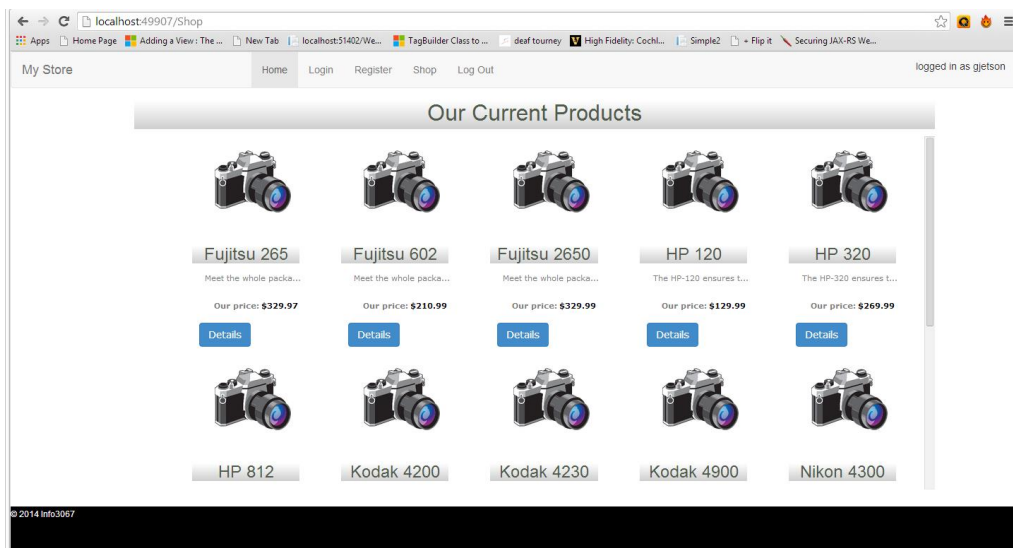 localhost:49907/Shop
Apps Home Page Adding a View : The ... New Tab localhost:51402/We... TagBuilder Class to ... deaf tourney High Fidelity: Cochl... Simple2 + Flip it Securing JAX-RS We...
My Store Home Login Register Shop Log Out logged in as gjetson
Our Current Products
Fujitsu 265 Fujitsu 602 Fujitsu 2650 HP 120 HP 320
Meet the whole packa... Meet the whole packa... Meet the whole packa... The HP-120 ensures t... The HP-320 ensures t...
Our price: $329.97 Our price: $210.99 Our price: $329.99 Our price: $129.99 Our price: $269.99
Details Details Details Details Details
HP 812 Kodak 4200 Kodak 4230 Kodak 4900 Nikon 4300
© 2014 Info3067